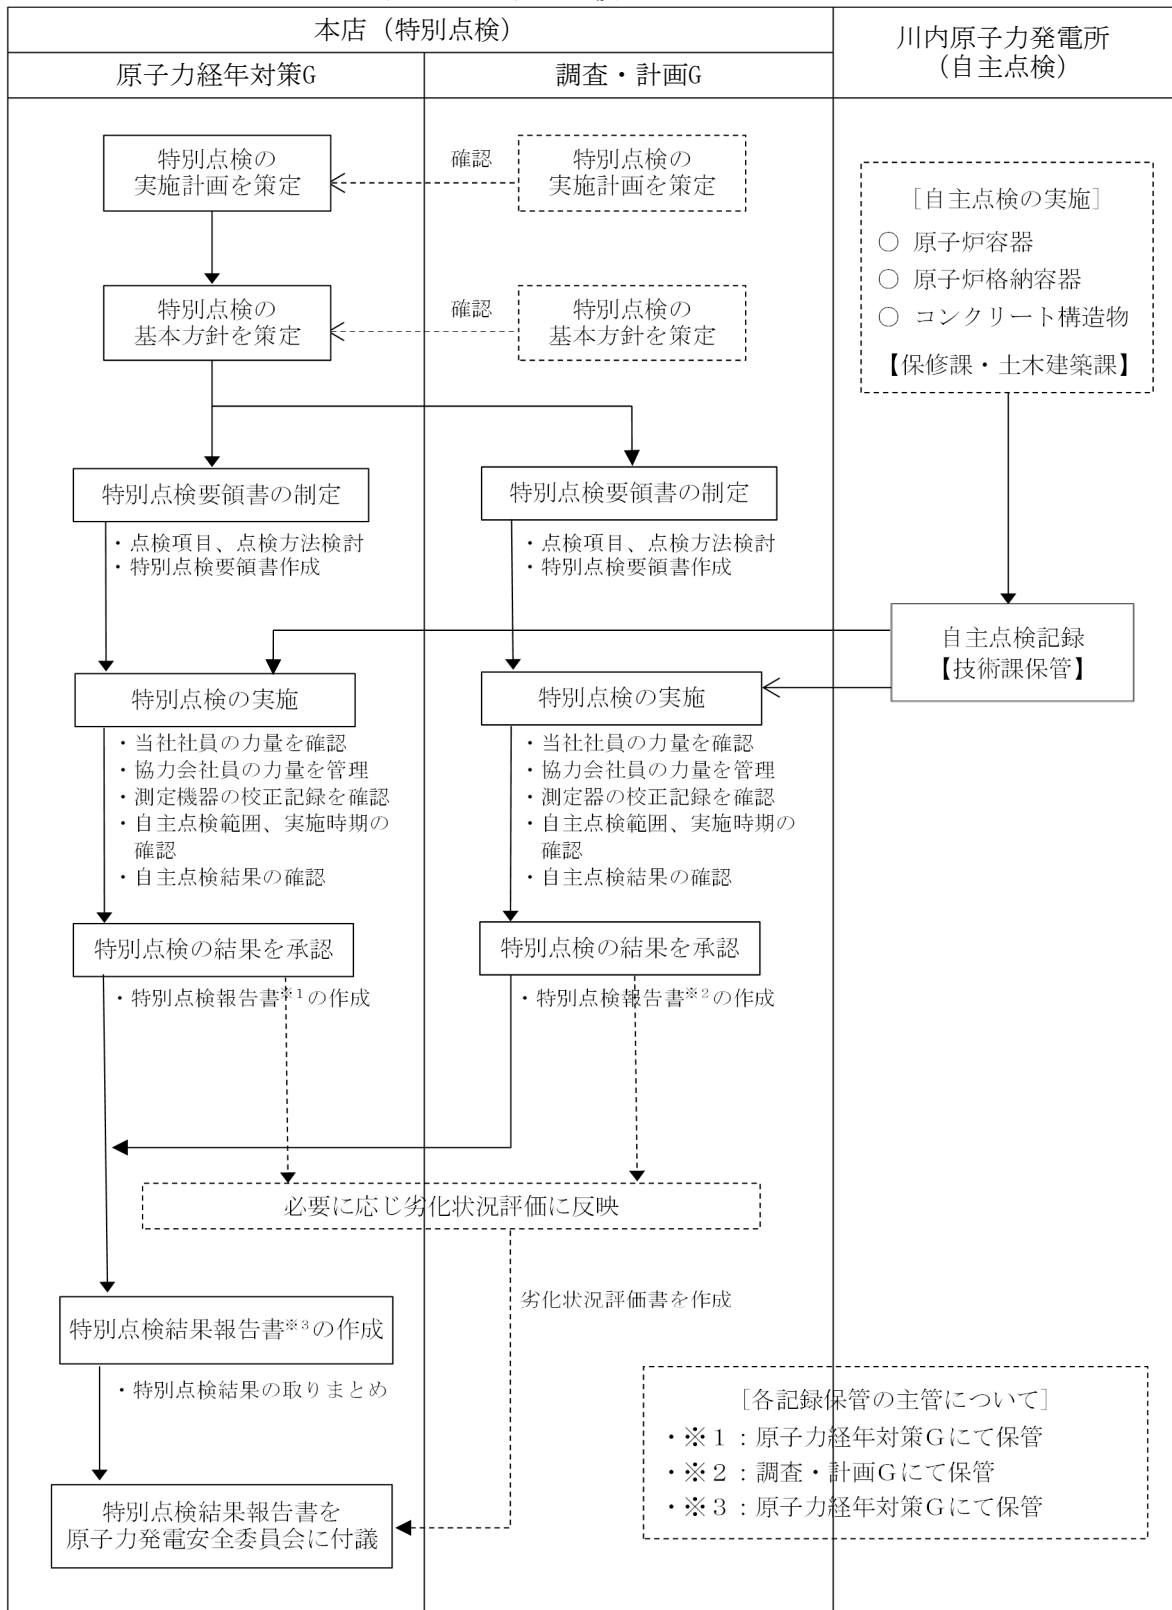 本店（特別点検）
川内原子力発電所
（自主点検）
原子力経年対策G
調査・計画G
特別点検の
実施計画を策定
確認
特別点検の
実施計画を策定
［自主点検の実施］
○ 原子炉容器
○ 原子炉格納容器
○ コンクリート構造物
【保修課・土木建築課】
特別点検の
基本方針を策定
確認
特別点検の
基本方針を策定
特別点検要領書の制定
・点検項目、点検方法検討
・特別点検要領書作成
特別点検要領書の制定
・点検項目、点検方法検討
・特別点検要領書作成
自主点検記録
【技術課保管】
特別点検の実施
・当社社員の力量を確認
・協力会社員の力量を管理
・測定機器の校正記録を確認
・自主点検範囲、実施時期の
確認
・自主点検結果の確認
特別点検の実施
・当社社員の力量を確認
・協力会社員の力量を管理
・測定器の校正記録を確認
・自主点検範囲、実施時期の
確認
・自主点検結果の確認
特別点検の結果を承認
・特別点検報告書※1の作成
特別点検の結果を承認
・特別点検報告書※2の作成
必要に応じ劣化状況評価に反映
劣化状況評価書を作成
特別点検結果報告書※3の作成
・特別点検結果の取りまとめ
特別点検結果報告書を
原子力発電安全委員会に付議
［各記録保管の主管について］
・※１：原子力経年対策Ｇにて保管
・※２：調査・計画Ｇにて保管
・※３：原子力経年対策Ｇにて保管